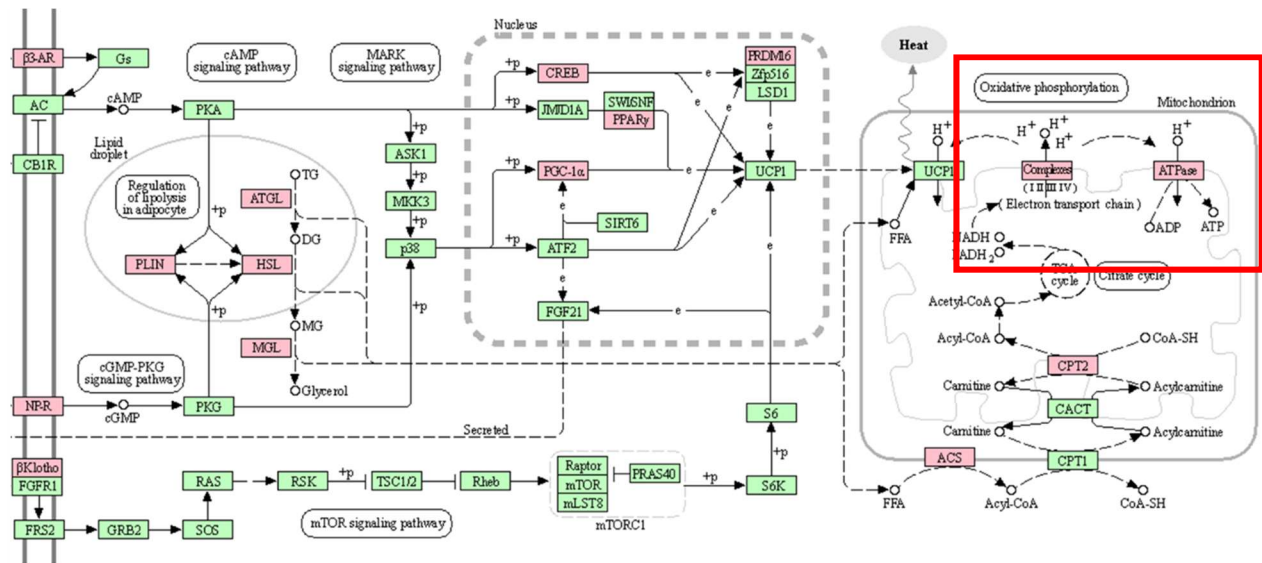 Nucleus
β3-AR
Gs
cAMP
signaling pathway
MARK
signaling pathway
+p
CREB
e
PRDM16
Zfp516
LSD1
Heat
Oxidative phosphorylation
Mitochondrion
AC
cAMP
PKA
+p
JMJD1A
SWI/SNF
PPARγ
e
e
H+
H+
H+
H+
H+
Lipid
droplet
+p
ASK1
CB1R
TG
+p
PGC-1α
e
UCP1
UCP1
Complexes
(I II III IV)
ATPase
Regulation
of lipolysis
in adipocyte
ATGL
MKK3
e
e
e
( Electron transport chain )
+p
SIRT6
FFA
ADP
ATP
DG
p38
+p
ATF2
e
NADH
FADH2
PLIN
HSL
TCA
cycle
Citrate cycle
+p
e
FGF21
e
Acetyl-CoA
MG
+p
MGL
Acyl-CoA
CoA-SH
cGMP-PKG
signaling pathway
CPT2
Glycerol
Carnitine
Acylcarnitine
NP-R
cGMP
PKG
S6
CACT
Secreted
Carnitine
Acylcarnitine
+p
βKlotho
FGFR1
ACS
CPT1
RAS
RSK
+p
TSC1/2
Rheb
Raptor
mTOR
mLST8
PRAS40
+p
S6K
FFA
Acyl-CoA
CoA-SH
FRS2
GRB2
SOS
mTOR signaling pathway
mTORC1